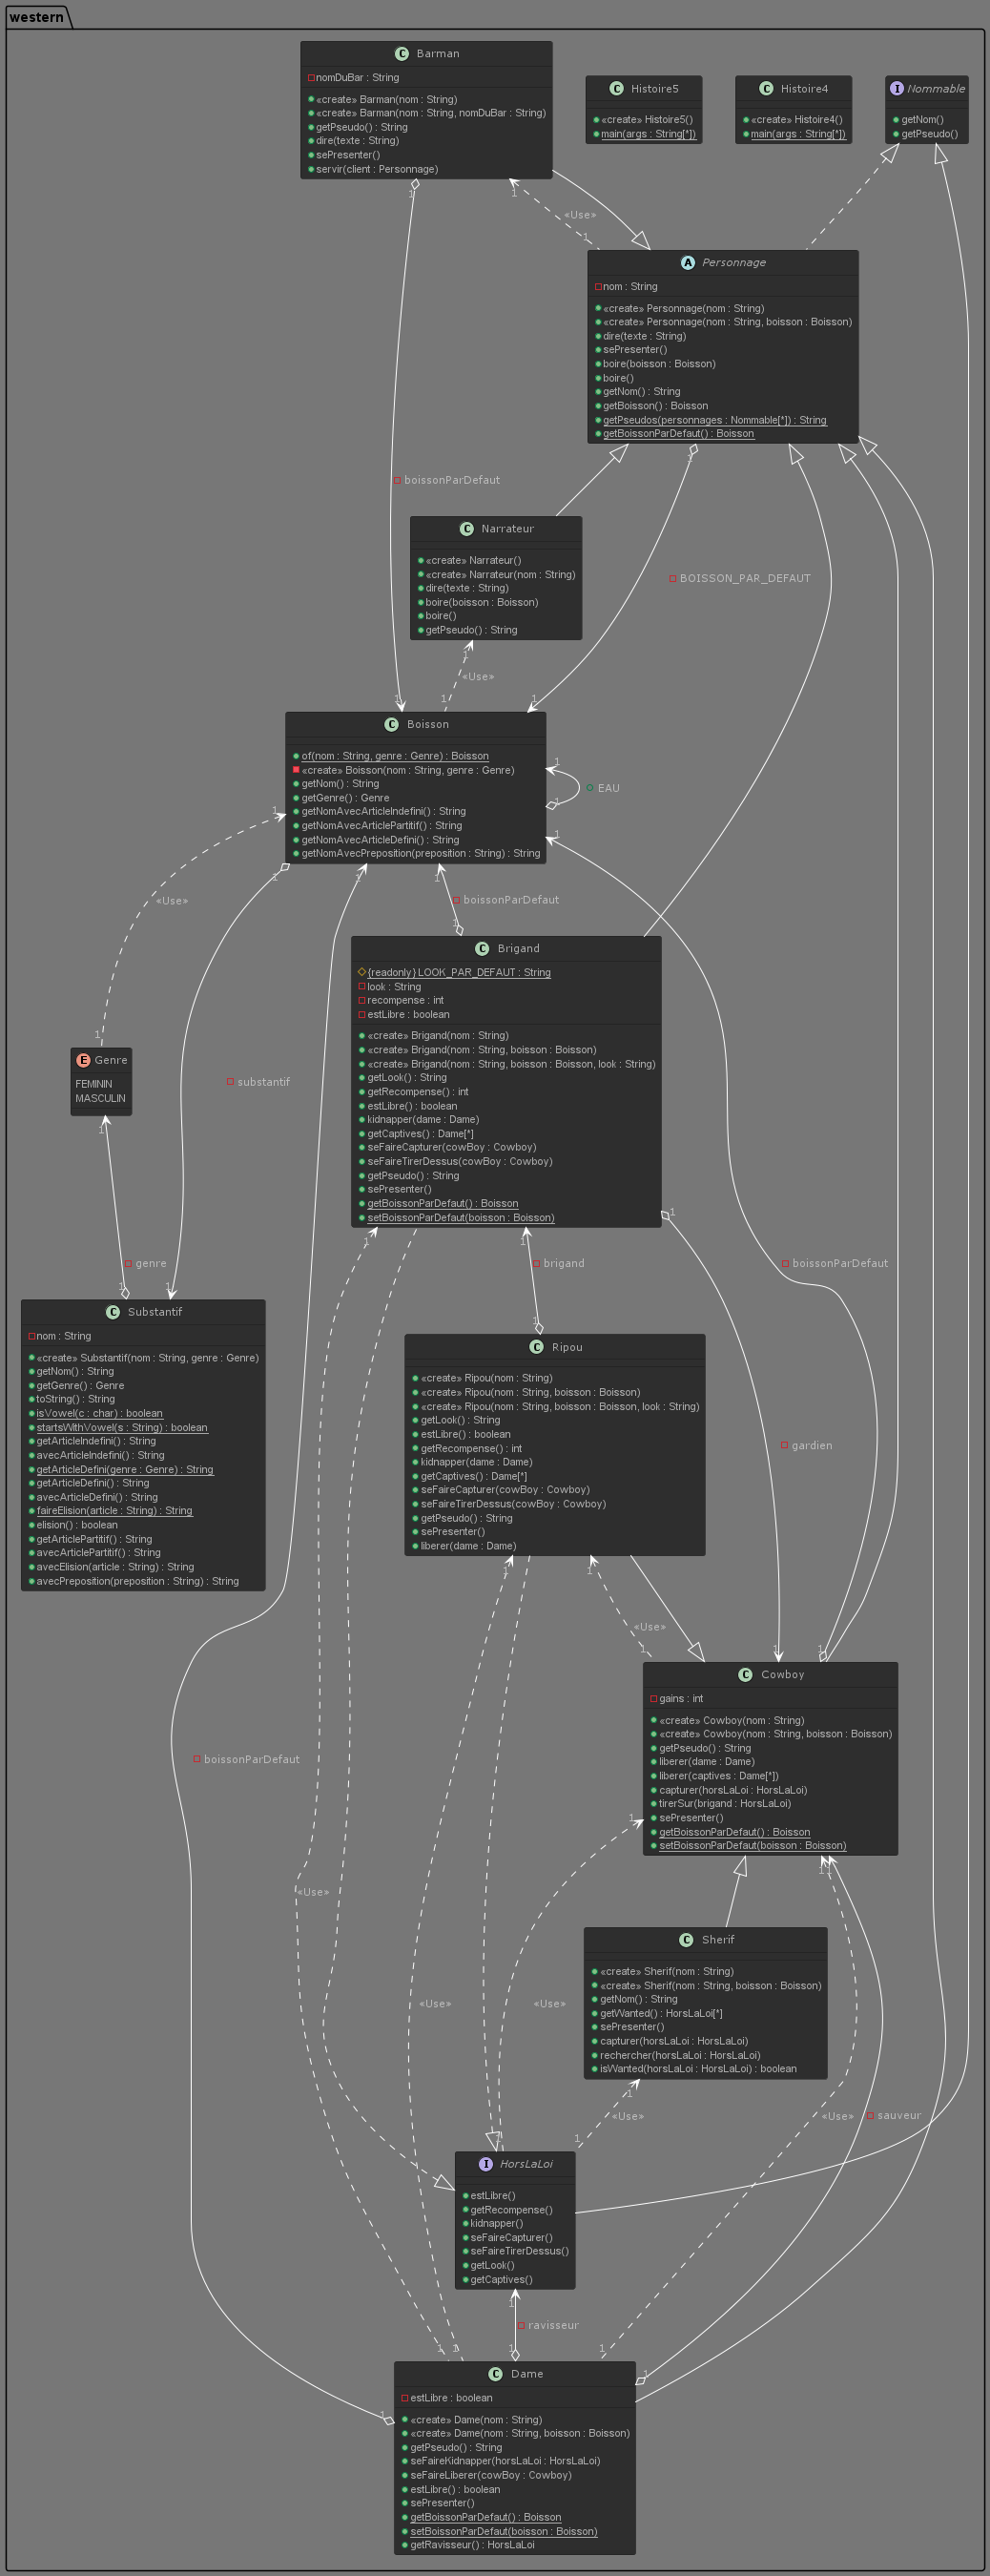 western
C Barman
nomDuBar : String
«create» Barman(nom : String)
«create» Barman(nom : String, nomDuBar : String)
getPseudo() : String
dire(texte : String)
sePresenter()
servir(client : Personnage)
C Histoire5
«create» Histoire5()
main(args : String[*])
C Histoire4
«create» Histoire4()
main(args : String[*])
I Nommable
getNom()
getPseudo()
1
1
«Use»
1
A Personnage
nom : String
«create» Personnage(nom : String)
«create» Personnage(nom : String, boisson : Boisson)
dire(texte : String)
sePresenter()
boire(boisson : Boisson)
boire()
getNom() : String
getBoisson() : Boisson
getPseudos(personnages : Nommable[*]) : String
getBoissonParDefaut() : Boisson
1
boissonParDefaut
C Narrateur
«create» Narrateur()
«create» Narrateur(nom : String)
dire(texte : String)
boire(boisson : Boisson)
boire()
getPseudo() : String
BOISSON_PAR_DEFAUT
1
«Use»
1
1
1
C Boisson
of(nom : String, genre : Genre) : Boisson
«create» Boisson(nom : String, genre : Genre)
getNom() : String
getGenre() : Genre
getNomAvecArticleIndefini() : String
getNomAvecArticlePartitif() : String
getNomAvecArticleDefini() : String
getNomAvecPreposition(preposition : String) : String
1
EAU
1
1
1
1
1
1
«Use»
boissonParDefaut
1
C Brigand
{readonly} LOOK_PAR_DEFAUT : String
look : String
recompense : int
estLibre : boolean
«create» Brigand(nom : String)
«create» Brigand(nom : String, boisson : Boisson)
«create» Brigand(nom : String, boisson : Boisson, look : String)
getLook() : String
getRecompense() : int
estLibre() : boolean
kidnapper(dame : Dame)
getCaptives() : Dame[*]
seFaireCapturer(cowBoy : Cowboy)
seFaireTirerDessus(cowBoy : Cowboy)
getPseudo() : String
sePresenter()
getBoissonParDefaut() : Boisson
setBoissonParDefaut(boisson : Boisson)
1
E Genre
FEMININ
MASCULIN
1
substantif
1
1
1
genre
brigand
boissonParDefaut
1
1
1
C Substantif
nom : String
«create» Substantif(nom : String, genre : Genre)
getNom() : String
getGenre() : Genre
toString() : String
isVowel(c : char) : boolean
startsWithVowel(s : String) : boolean
getArticleIndefini() : String
avecArticleIndefini() : String
getArticleDefini(genre : Genre) : String
getArticleDefini() : String
avecArticleDefini() : String
faireElision(article : String) : String
elision() : boolean
getArticlePartitif() : String
avecArticlePartitif() : String
avecElision(article : String) : String
avecPreposition(preposition : String) : String
C Ripou
«create» Ripou(nom : String)
«create» Ripou(nom : String, boisson : Boisson)
«create» Ripou(nom : String, boisson : Boisson, look : String)
getLook() : String
estLibre() : boolean
getRecompense() : int
kidnapper(dame : Dame)
getCaptives() : Dame[*]
seFaireCapturer(cowBoy : Cowboy)
seFaireTirerDessus(cowBoy : Cowboy)
getPseudo() : String
sePresenter()
liberer(dame : Dame)
gardien
1
1
«Use»
1
1
1
C Cowboy
gains : int
«create» Cowboy(nom : String)
«create» Cowboy(nom : String, boisson : Boisson)
getPseudo() : String
liberer(dame : Dame)
liberer(captives : Dame[*])
capturer(horsLaLoi : HorsLaLoi)
tirerSur(brigand : HorsLaLoi)
sePresenter()
getBoissonParDefaut() : Boisson
setBoissonParDefaut(boisson : Boisson)
boissonParDefaut
1
1
1
«Use»
C Sherif
«create» Sherif(nom : String)
«create» Sherif(nom : String, boisson : Boisson)
getNom() : String
getWanted() : HorsLaLoi[*]
sePresenter()
capturer(horsLaLoi : HorsLaLoi)
rechercher(horsLaLoi : HorsLaLoi)
isWanted(horsLaLoi : HorsLaLoi) : boolean
«Use»
«Use»
1
«Use»
«Use»
sauveur
1
1
I HorsLaLoi
estLibre()
getRecompense()
kidnapper()
seFaireCapturer()
seFaireTirerDessus()
getLook()
getCaptives()
1
ravisseur
1
1
1
1
1
C Dame
estLibre : boolean
«create» Dame(nom : String)
«create» Dame(nom : String, boisson : Boisson)
getPseudo() : String
seFaireKidnapper(horsLaLoi : HorsLaLoi)
seFaireLiberer(cowBoy : Cowboy)
estLibre() : boolean
sePresenter()
getBoissonParDefaut() : Boisson
setBoissonParDefaut(boisson : Boisson)
getRavisseur() : HorsLaLoi
1